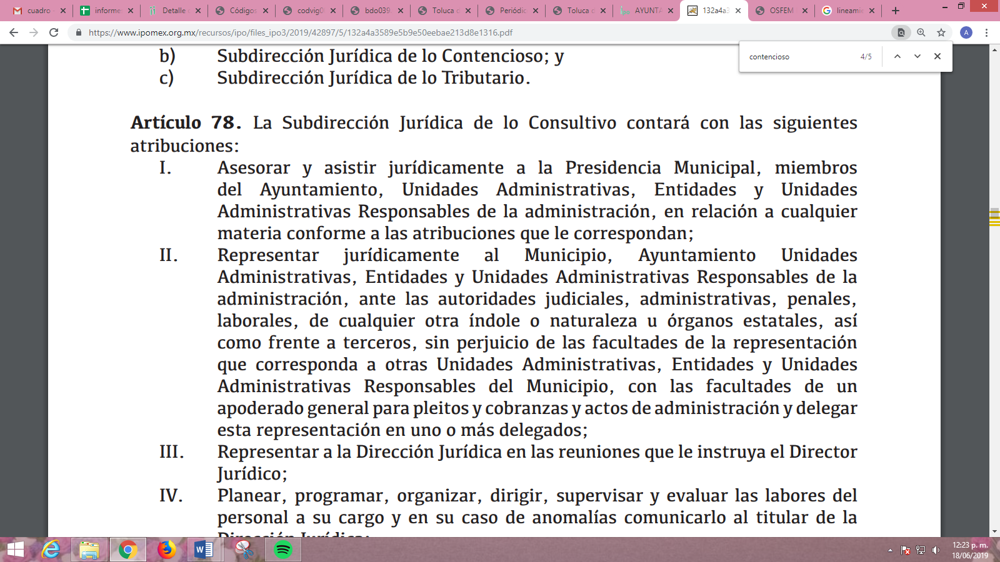 cuadro
informe
Detalle
Códigos
codvig0
bdo039
Toluca d
Periódic
Toluca d
AYUNTA
132a4a3
OSFEM
lineamie
https://www.ipomex.org.mx/recursos/ipo/files_ipo3/2019/42897/5/132a4a3589e5b9e50eebae213d8e1316.pdf
A
contencioso 4/5
b) Subdirección Jurídica de lo Contencioso; y
c) Subdirección Jurídica de lo Tributario.
Artículo 78. La Subdirección Jurídica de lo Consultivo contará con las siguientes
atribuciones:
I. Asesorar y asistir jurídicamente a la Presidencia Municipal, miembros
del Ayuntamiento, Unidades Administrativas, Entidades y Unidades
Administrativas Responsables de la administración, en relación a cualquier
materia conforme a las atribuciones que le correspondan;
II. Representar jurídicamente al Municipio, Ayuntamiento Unidades
Administrativas, Entidades y Unidades Administrativas Responsables de la
administración, ante las autoridades judiciales, administrativas, penales,
laborales, de cualquier otra índole o naturaleza u órganos estatales, así
como frente a terceros, sin perjuicio de las facultades de la representación
que corresponda a otras Unidades Administrativas, Entidades y Unidades
Administrativas Responsables del Municipio, con las facultades de un
apoderado general para pleitos y cobranzas y actos de administración y delegar
esta representación en uno o más delegados;
III. Representar a la Dirección Jurídica en las reuniones que le instruya el Director
Jurídico;
IV. Planear, programar, organizar, dirigir, supervisar y evaluar las labores del
personal a su cargo y en su caso de anomalías comunicarlo al titular de la
Dirección Jurídica;
12:23 p. m.
18/06/2019